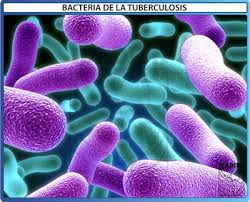 BACTERIA DE LA TUBERCULOSIS